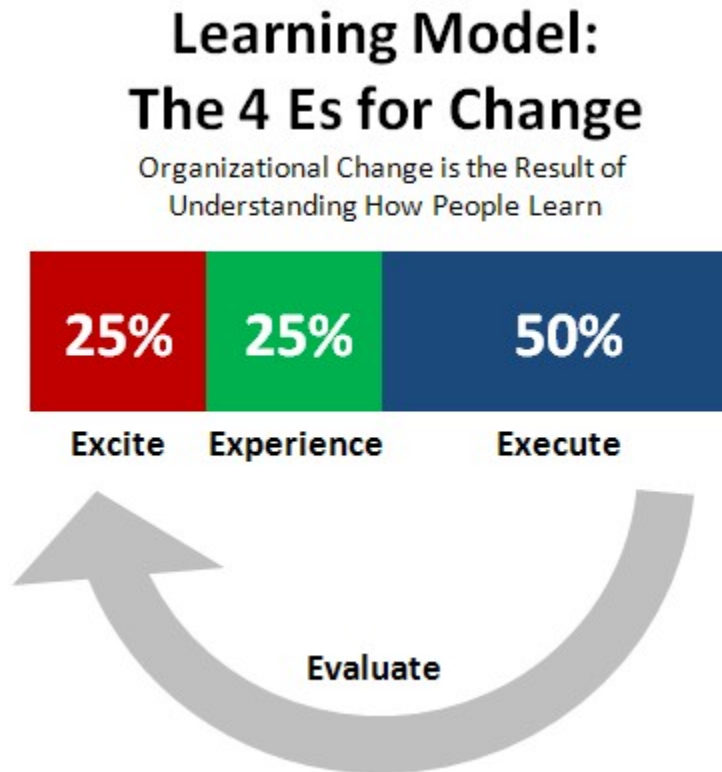 Learning Model:
The 4 Es for Change
Organizational Change is the Result of
Understanding How People Learn
25% 25% 50%
Excite Experience Execute
Evaluate